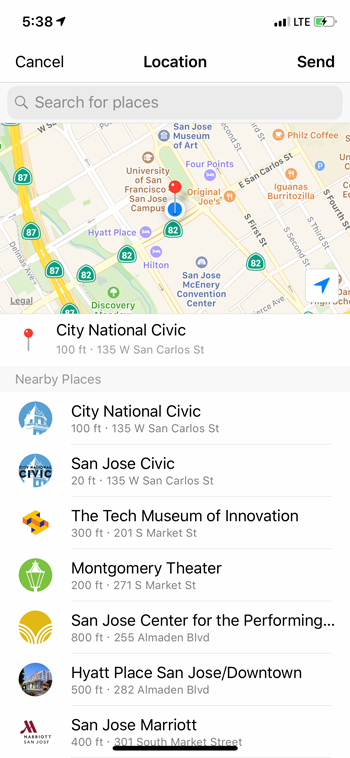 5:38
LTE
Cancel
Location
Send
Search for places
San Jose
Museum
of Art
Philz Coffee
University
of San
Francisco
San Jose
Campus
Four Points
E San Carlos St
Original
Joe's
Iguanas
Burritozilla
S Fourth St
87
87
82
Hyatt Place
S First St
S Second St
S Third St
Delmas Ave
82
82
82
87
87
Hilton
San Jose
McEnery
Convention
Center
Legal
Discovery
City National Civic
100 ft · 135 W San Carlos St
Nearby Places
City National Civic
100 ft · 135 W San Carlos St
CITY NATIONAL
CIVIC
San Jose Civic
20 ft · 135 W San Carlos St
The Tech Museum of Innovation
300 ft · 201 S Market St
Montgomery Theater
200 ft · 271 S Market St
San Jose Center for the Performing...
800 ft · 255 Almaden Blvd
Hyatt Place San Jose/Downtown
500 ft · 282 Almaden Blvd
MARRIOTT
SAN JOSE
San Jose Marriott
400 ft · 301 South Market Street